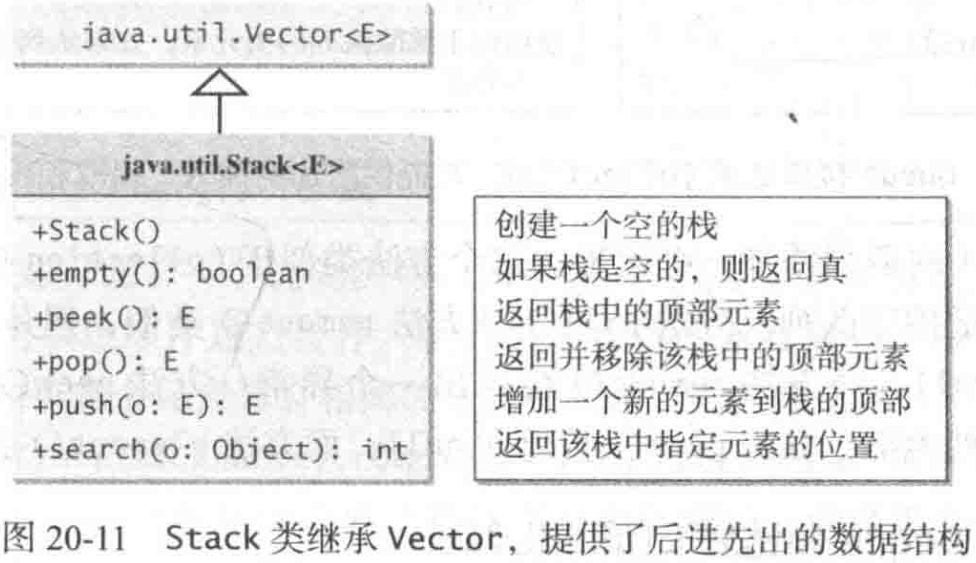 java.util.Vector<E>
java.util.Stack<E>
+Stack()
+empty(): boolean
+peek(): E
+pop(): E
+push(o: E): E
+search(o: Object): int
创建一个空的栈
如果栈是空的，则返回真
返回栈中的顶部元素
返回并移除该栈中的顶部元素
增加一个新的元素到栈的顶部
返回该栈中指定元素的位置
图 20-11 Stack 类继承 Vector，提供了后进先出的数据结构